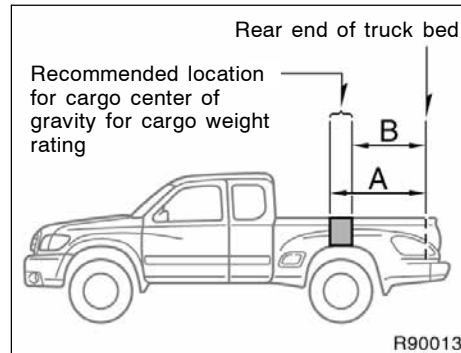 Rear end of truck bed
Recommended location
for cargo center of
gravity for cargo weight
rating
B
A
R90013